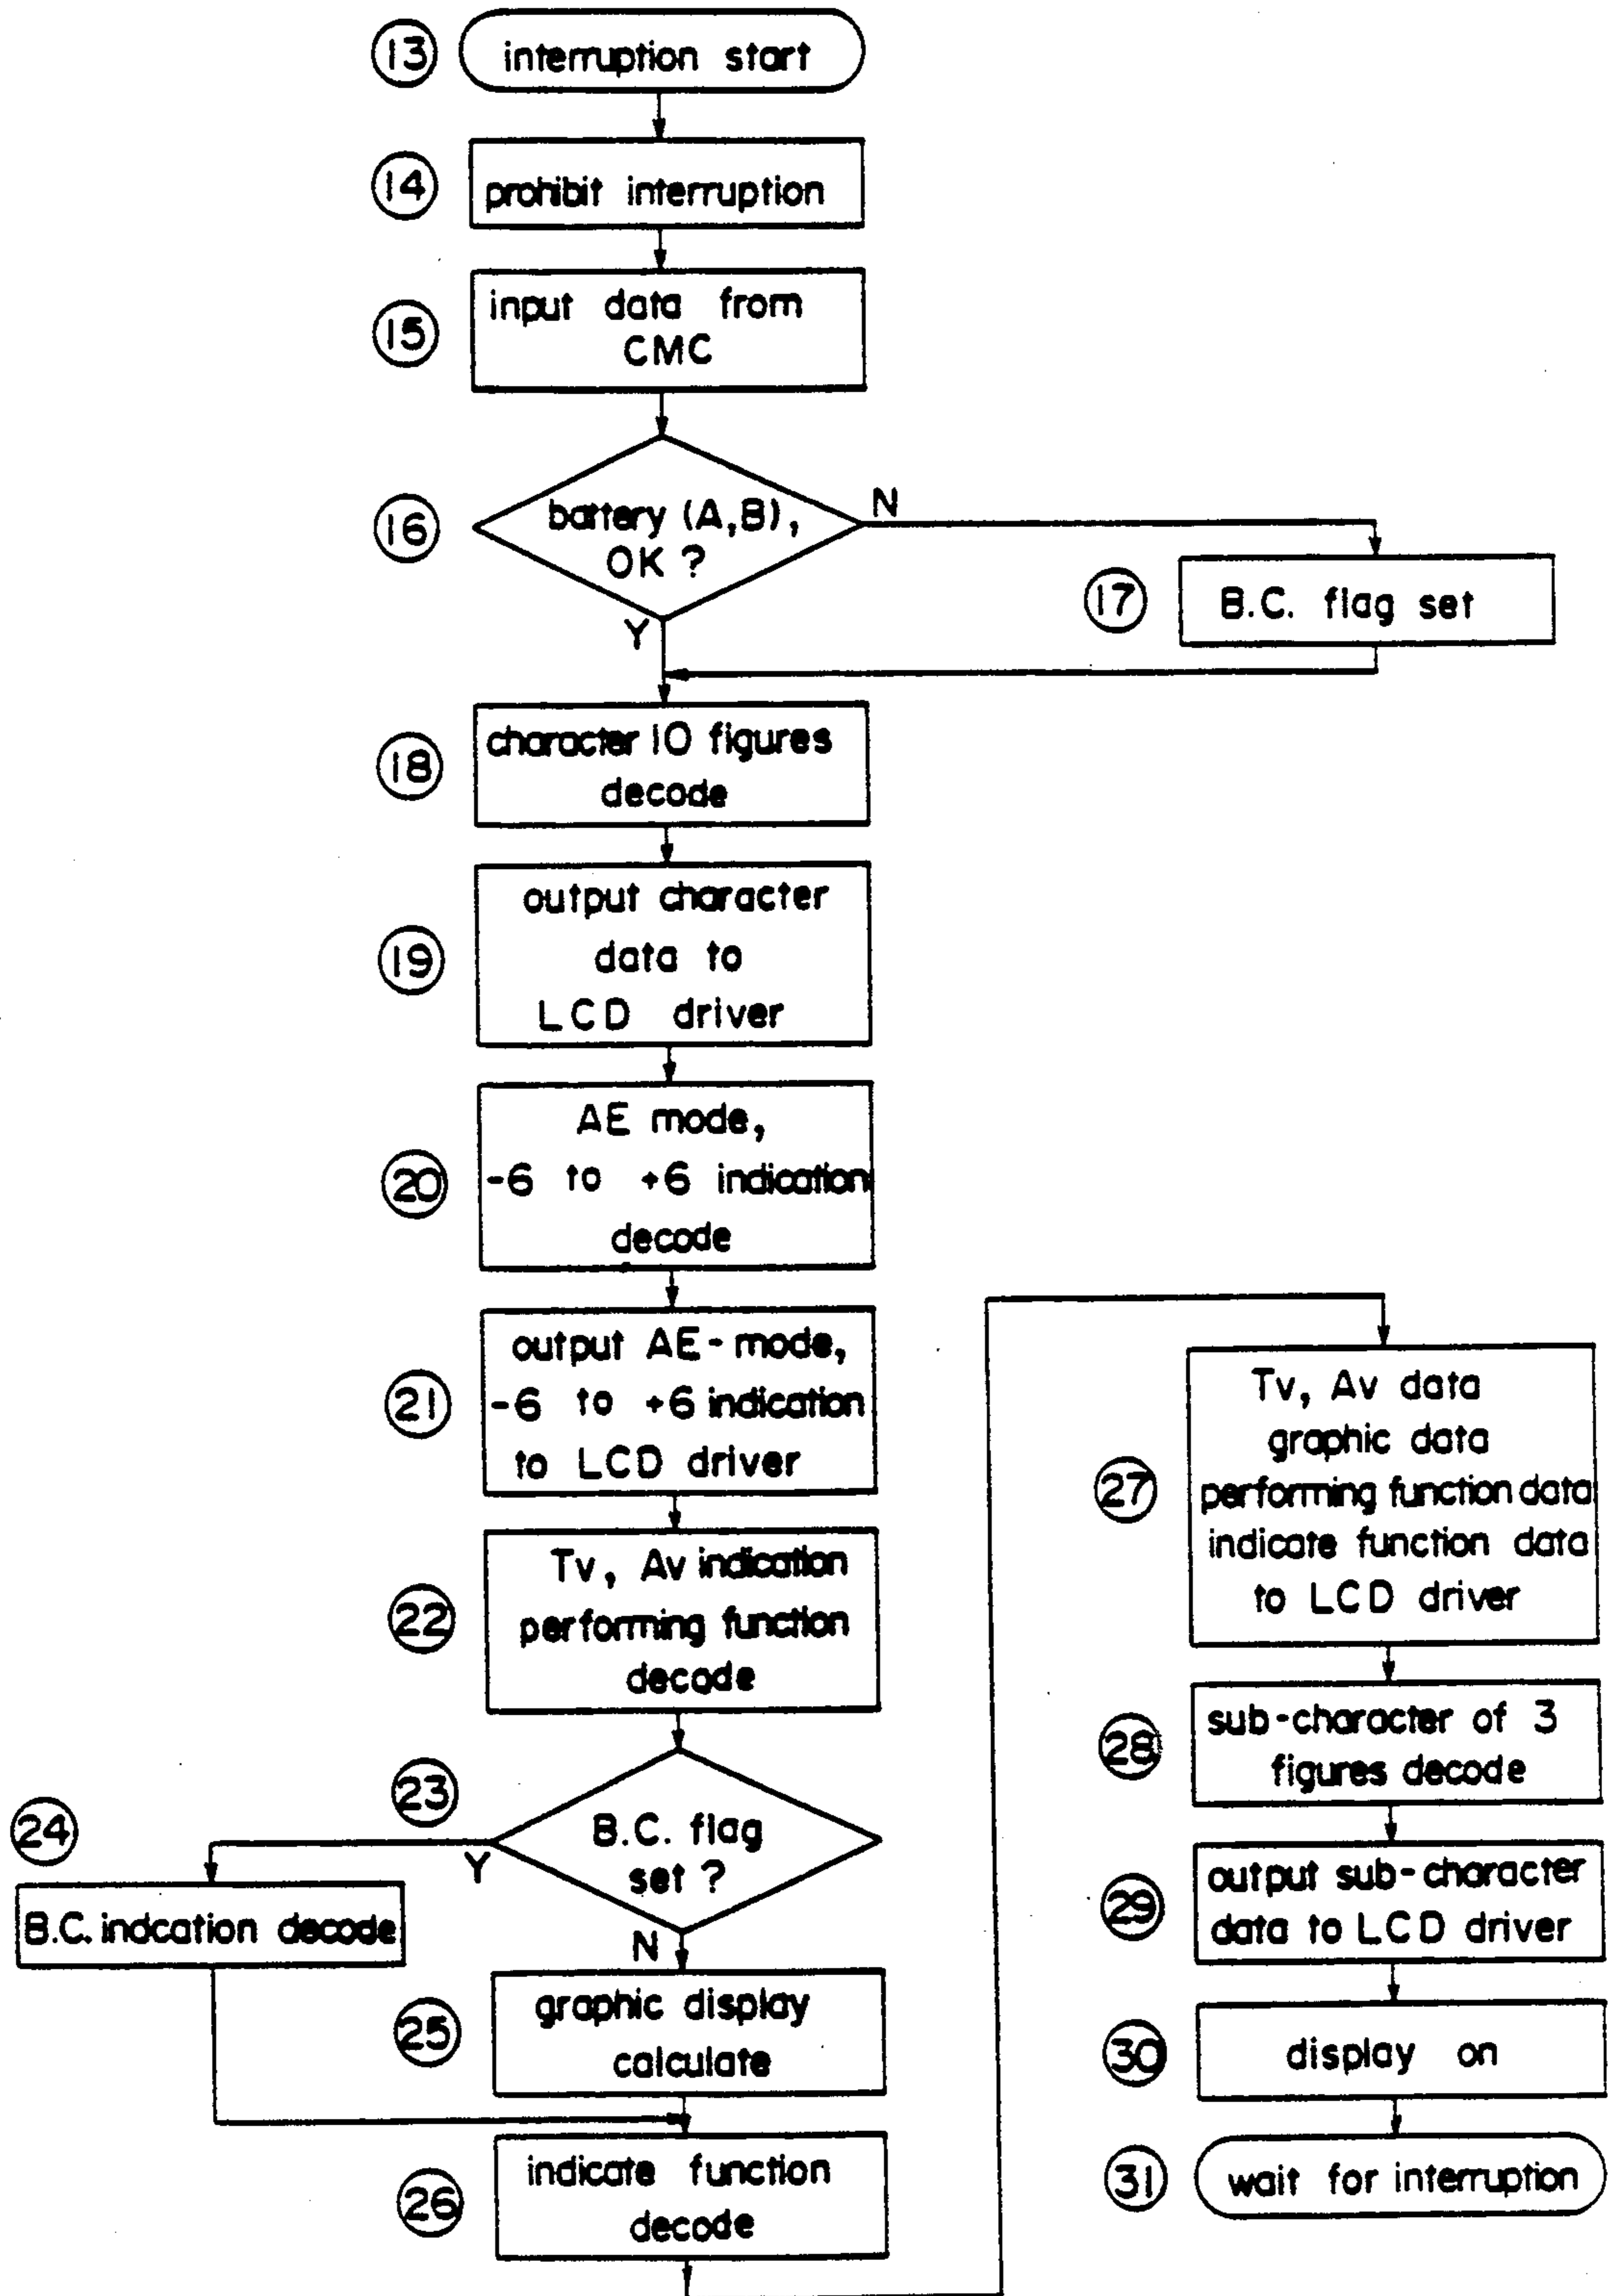 13 interruption start
14 prohibit interruption
15 input data from
CMC
16 battery (A,B),
OK ?
N
Y
17 B.C. flag set
18 character 10 figures
decode
19 output character
data to
LCD driver
20 AE mode,
-6 to +6 indication
decode
21 output AE-mode,
-6 to +6 indication
to LCD driver
22 Tv, Av indication
performing function
decode
23 B.C. flag
set ?
Y
N
24 B.C. indcation decode
25 graphic display
calculate
26 indicate function
decode
27 Tv, Av data
graphic data
performing function data
indicate function data
to LCD driver
28 sub-character of 3
figures decode
29 output sub-character
data to LCD driver
30 display on
31 wait for interruption